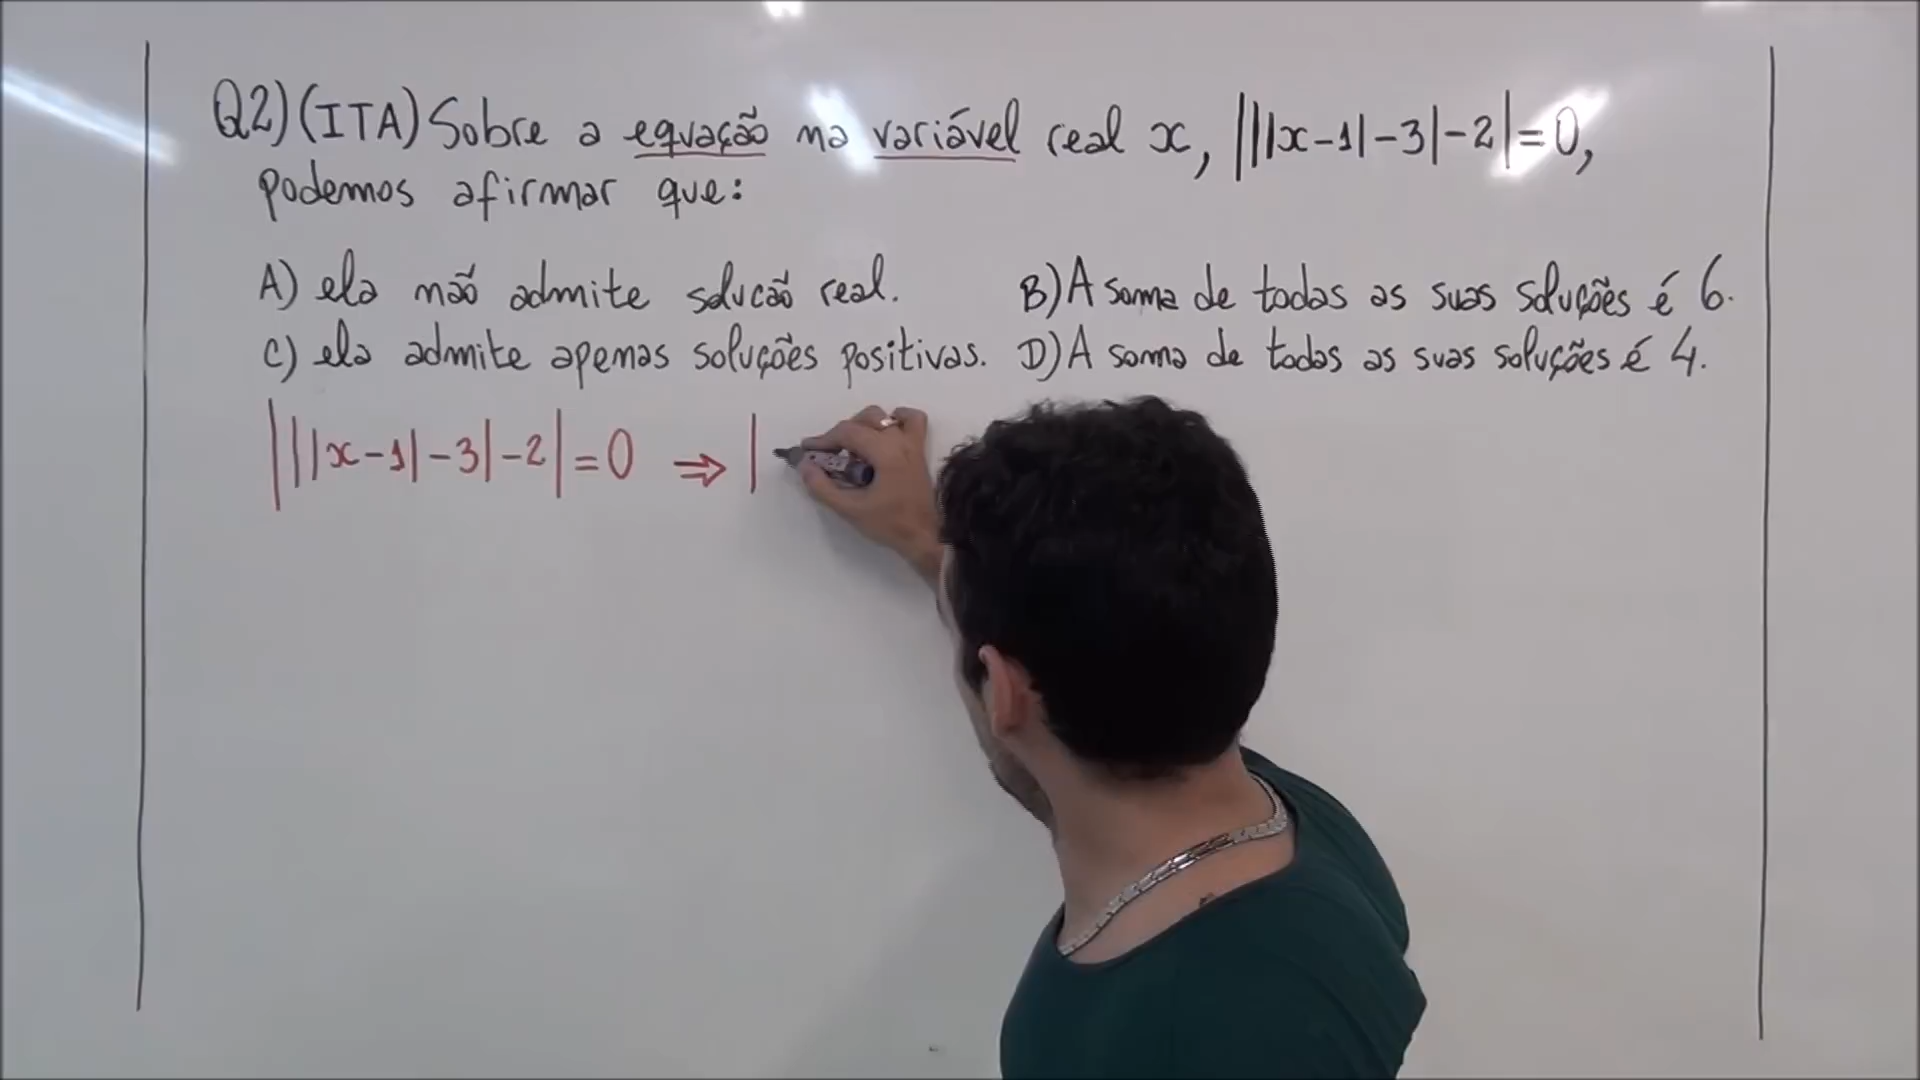 Q2) (ITA) Sobre a equação na variável real x, |||x-1|-3|-2|=0,
podemos afirmar que:
A) ela não admite solucão real.
B) A soma de todas as suas soluções é 6.
C) ela admite apenas soluções positivas.
D) A soma de todas as suas soluções é 4.
|||x-1|-3|-2|=0 ⇒ |